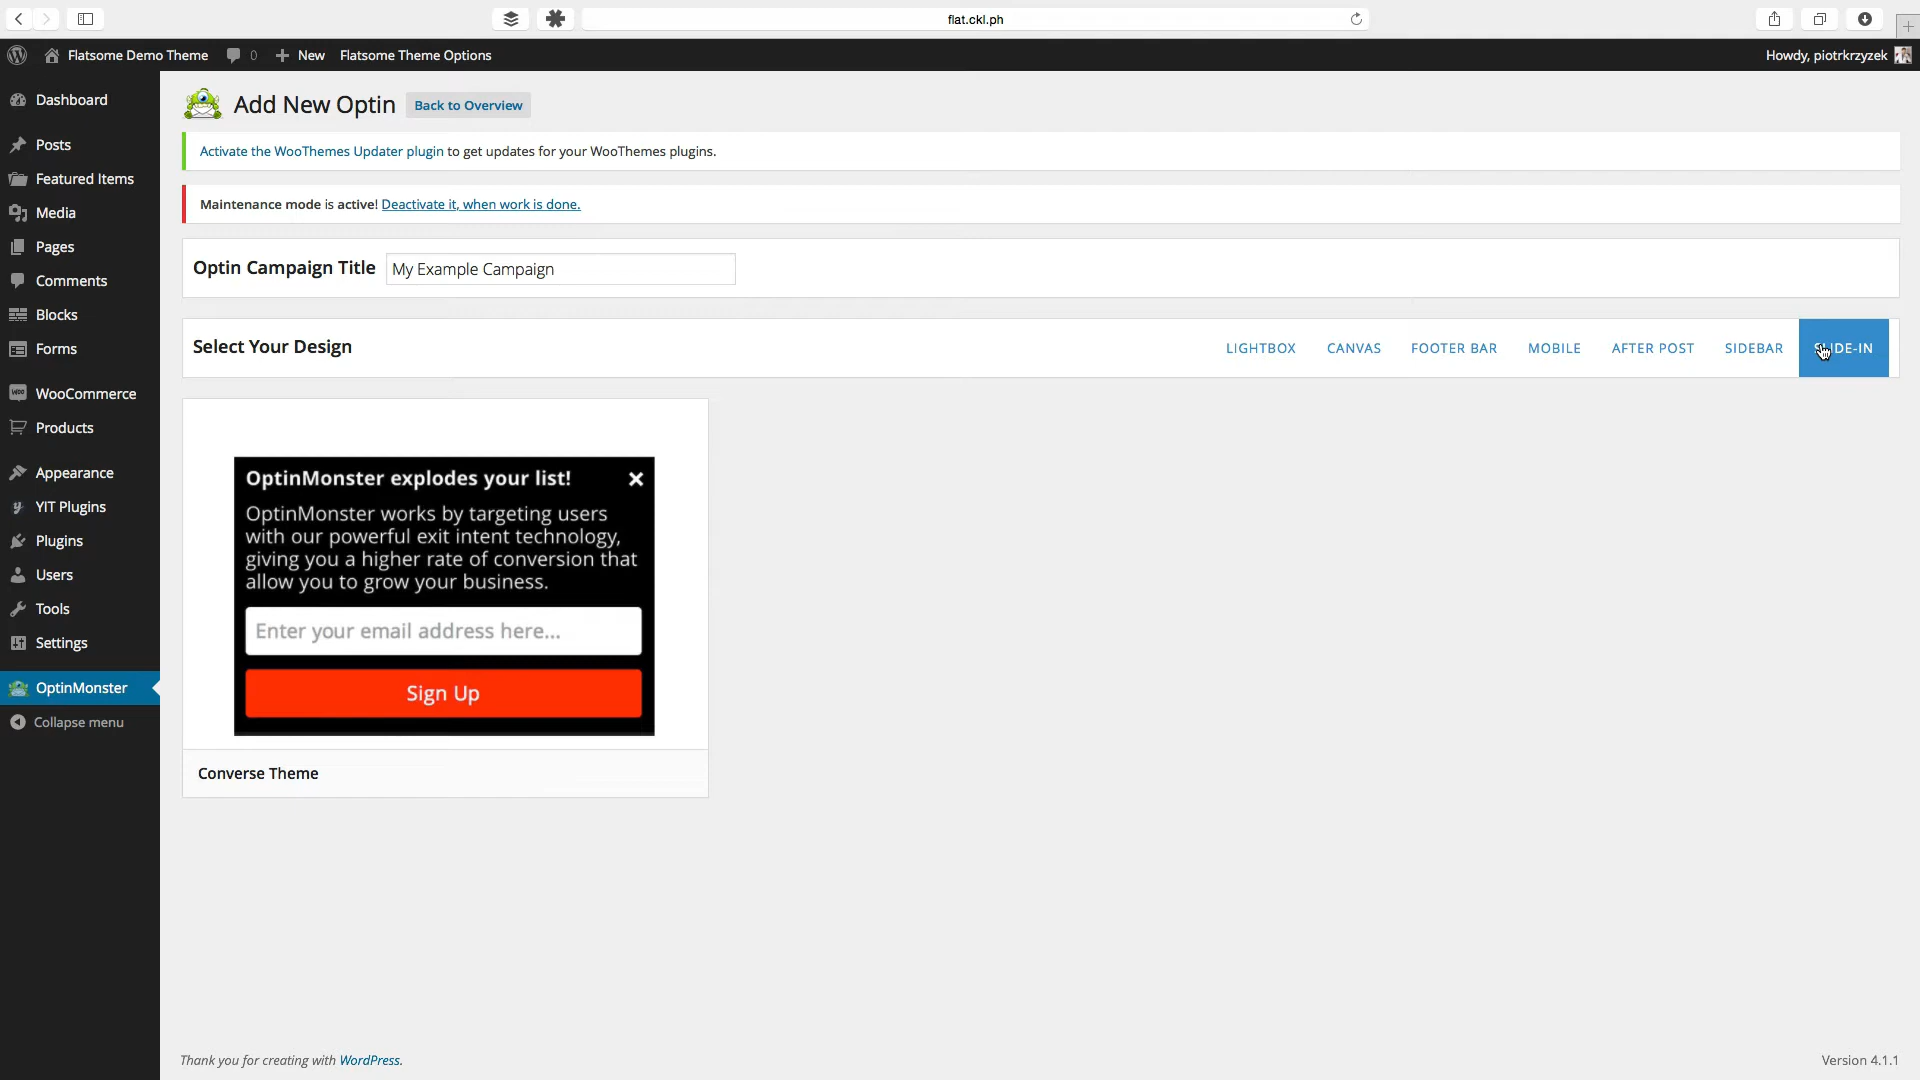 flat.ckl.ph
Flatsome Demo Theme 0 New Flatsome Theme Options Howdy, piotrkrzyzek
Dashboard
Posts
Featured Items
Media
Pages
Comments
Blocks
Forms
WooCommerce
Products
Appearance
YIT Plugins
Plugins
Users
Tools
Settings
OptinMonster
Collapse menu
Add New Optin Back to Overview
Activate the WooThemes Updater plugin to get updates for your WooThemes plugins.
Maintenance mode is active! Deactivate it, when work is done.
Optin Campaign Title My Example Campaign
Select Your Design LIGHTBOX CANVAS FOOTER BAR MOBILE AFTER POST SIDEBAR SLIDE-IN
OptinMonster explodes your list!
OptinMonster works by targeting users
with our powerful exit intent technology,
giving you a higher rate of conversion that
allow you to grow your business.
Enter your email address here...
Sign Up
Converse Theme
Thank you for creating with WordPress. Version 4.1.1